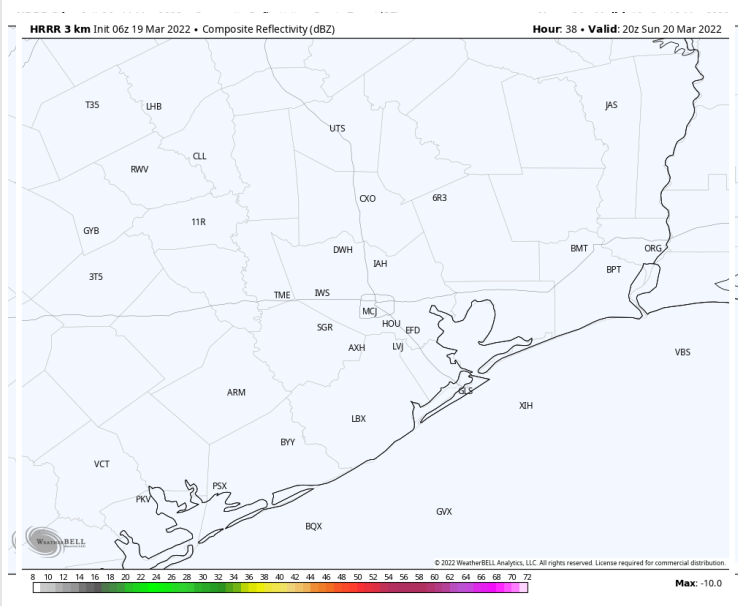 HRRR 3 km Init 06z 19 Mar 2022 • Composite Reflectivity (dBZ) Hour: 38 • Valid: 20z Sun 20 Mar 2022
T35 LHB JAS
UTS
CLL
RWV
CXO 6R3
11R
GYB
DWH BMT ORG
IAH BPT
3T5
TME IWS
MCJ
SGR HOU EFD
AXH LVJ VBS
ARM GLS
XIH
LBX
BYY
VCT
PSX
PKV
GVX
BQX
WeatherBELL
© 2022 WeatherBELL Analytics, LLC. All rights reserved. License required for commercial distribution.
8 10 12 14 16 18 20 22 24 26 28 30 32 34 36 38 40 42 44 46 48 50 52 54 56 58 60 62 64 66 68 70 72
Max: -10.0